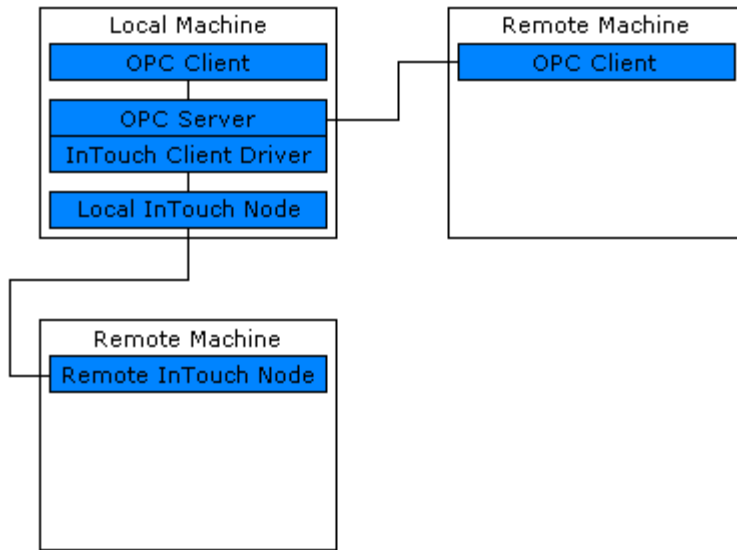 Local Machine
OPC Client
OPC Server
InTouch Client Driver
Local InTouch Node
Remote Machine
OPC Client
Remote Machine
Remote InTouch Node